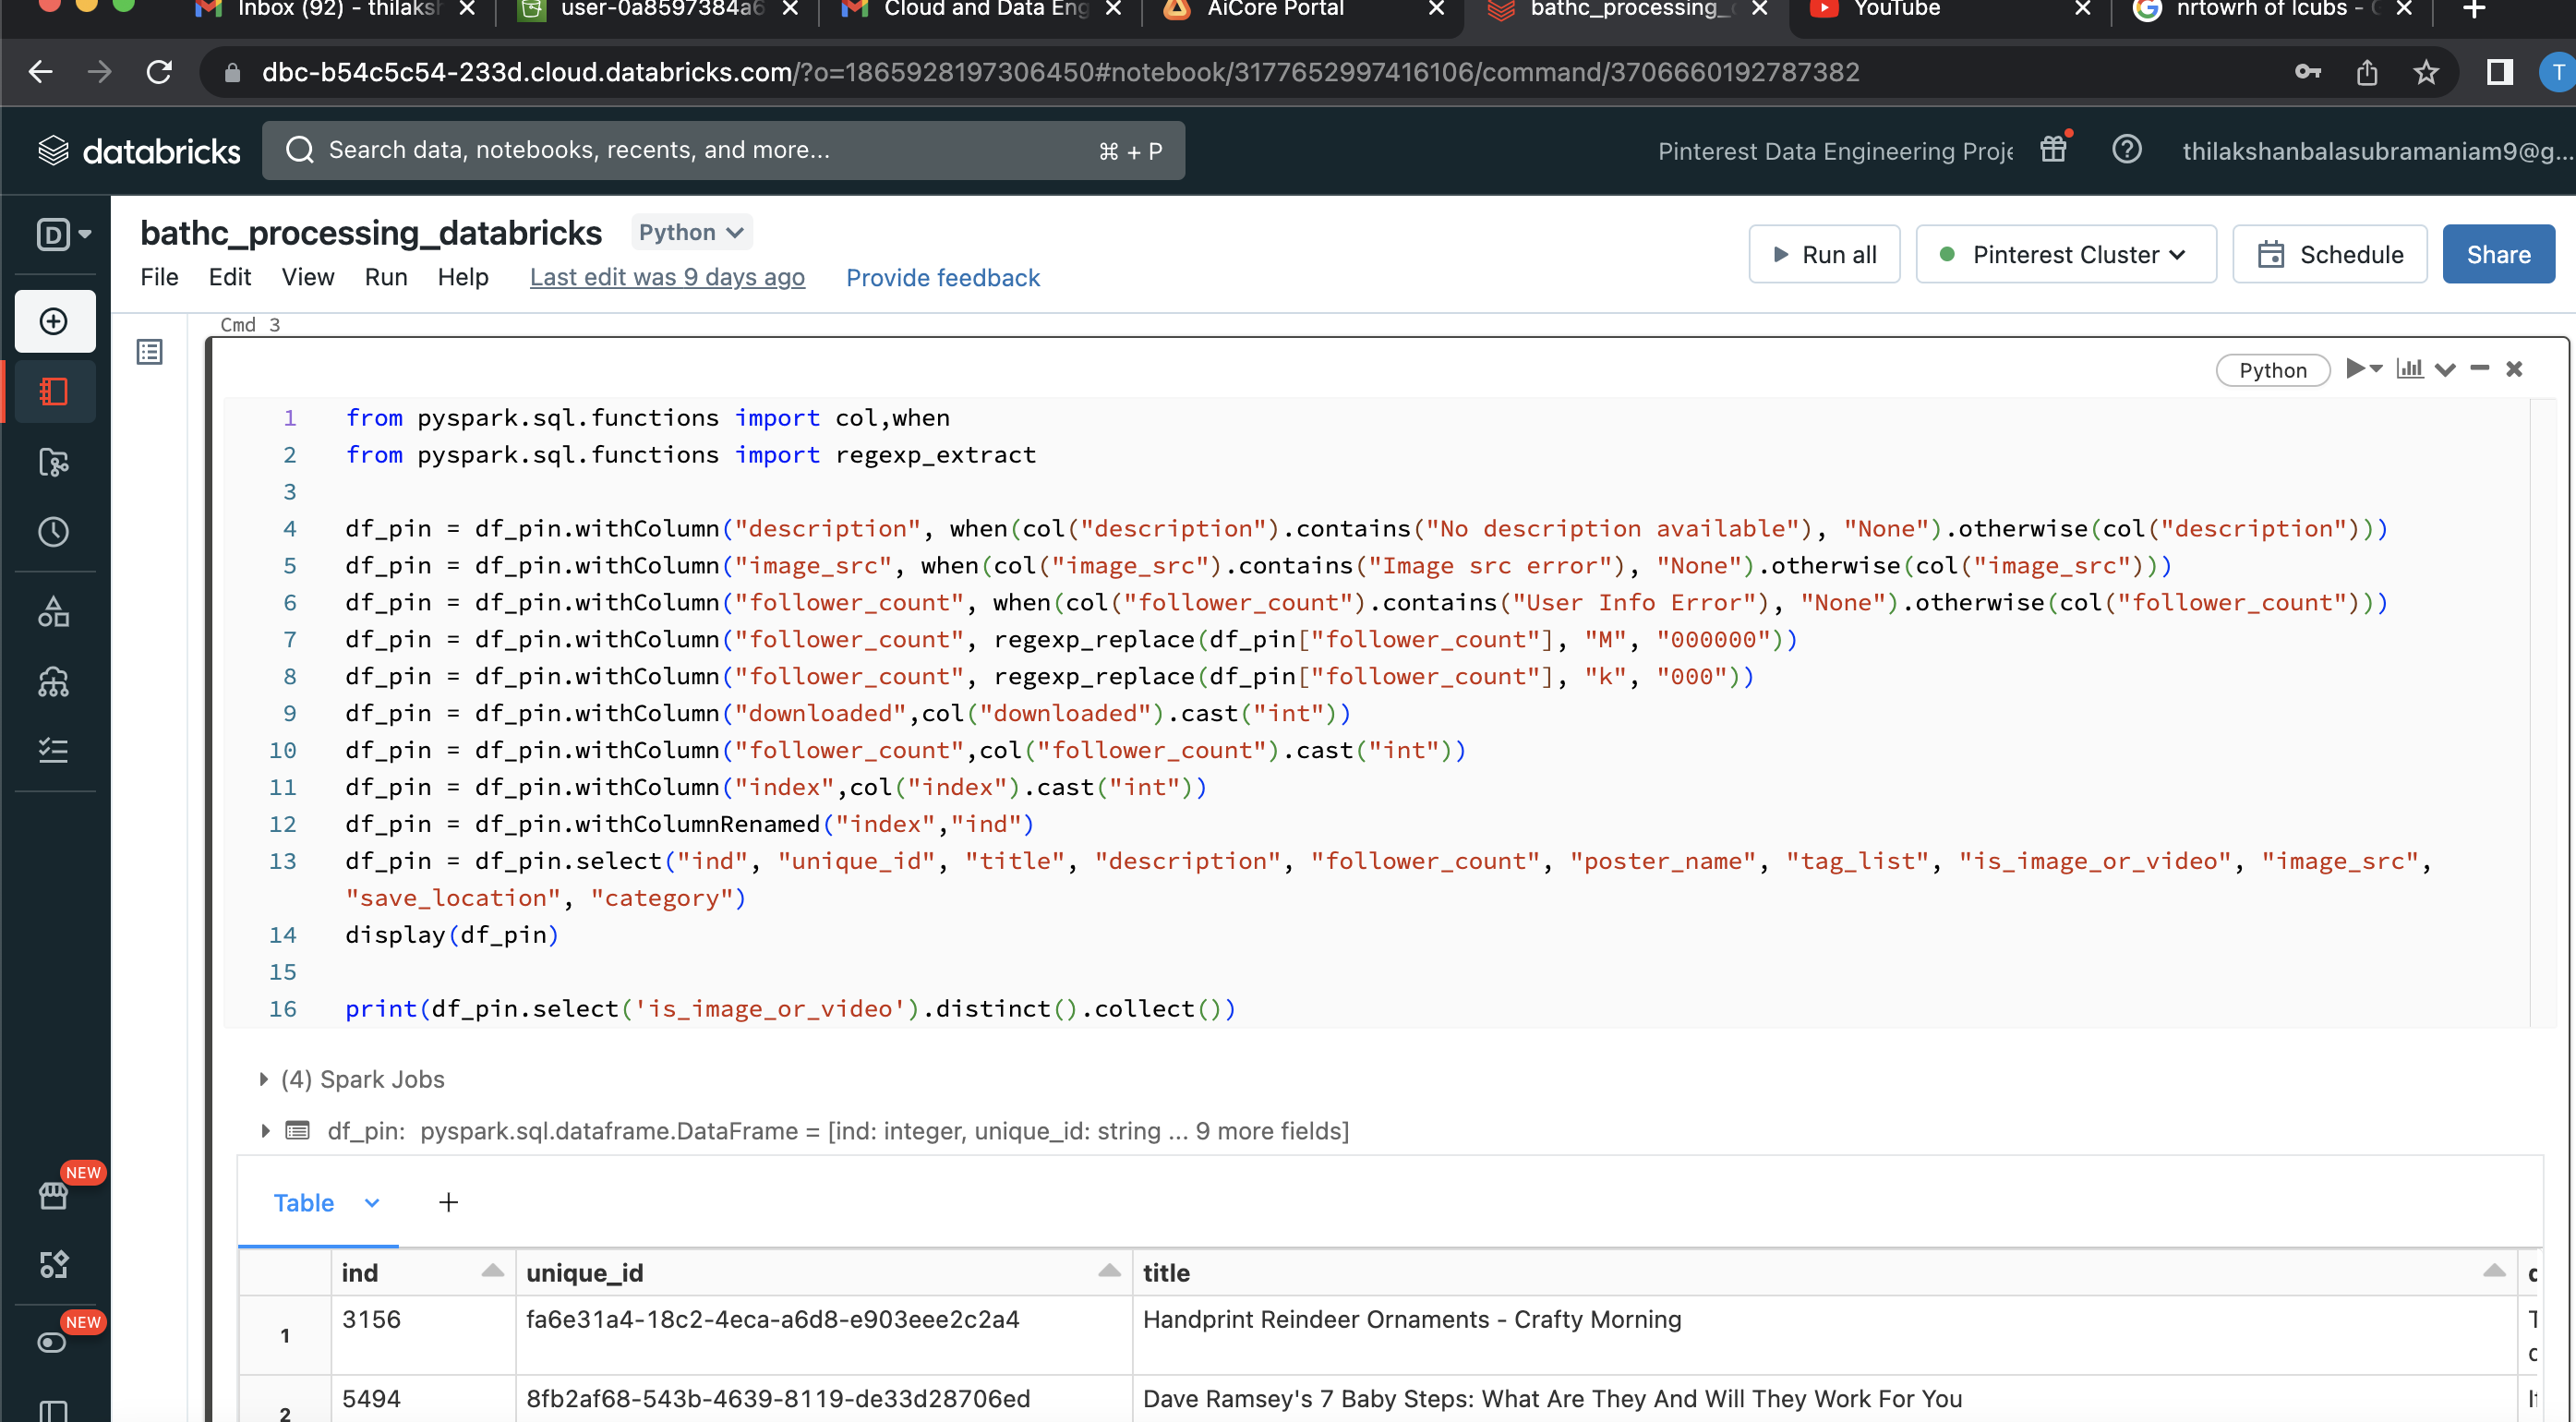 Inbox (92) - thilaksh
user-0a8597384a6
Cloud and Data Eng
AiCore Portal
bathc_processing_
YouTube
nrtowrh of lcubs -
dbc-b54c5c54-233d.cloud.databricks.com/?o=1865928197306450#notebook/3177652997416106/command/3706660192787382
T
databricks
Search data, notebooks, recents, and more...
⌘ + P
Pinterest Data Engineering Proje
thilakshanbalasubramaniam9@g...
D
bathc_processing_databricks
Python
File Edit View Run Help Last edit was 9 days ago Provide feedback
Run all
Pinterest Cluster
Schedule
Share
Cmd 3
Python
1 from pyspark.sql.functions import col,when
2 from pyspark.sql.functions import regexp_extract
3
4 df_pin = df_pin.withColumn("description", when(col("description").contains("No description available"), "None").otherwise(col("description")))
5 df_pin = df_pin.withColumn("image_src", when(col("image_src").contains("Image src error"), "None").otherwise(col("image_src")))
6 df_pin = df_pin.withColumn("follower_count", when(col("follower_count").contains("User Info Error"), "None").otherwise(col("follower_count")))
7 df_pin = df_pin.withColumn("follower_count", regexp_replace(df_pin["follower_count"], "M", "000000"))
8 df_pin = df_pin.withColumn("follower_count", regexp_replace(df_pin["follower_count"], "k", "000"))
9 df_pin = df_pin.withColumn("downloaded",col("downloaded").cast("int"))
10 df_pin = df_pin.withColumn("follower_count",col("follower_count").cast("int"))
11 df_pin = df_pin.withColumn("index",col("index").cast("int"))
12 df_pin = df_pin.withColumnRenamed("index","ind")
13 df_pin = df_pin.select("ind", "unique_id", "title", "description", "follower_count", "poster_name", "tag_list", "is_image_or_video", "image_src",
"save_location", "category")
14 display(df_pin)
15
16 print(df_pin.select('is_image_or_video').distinct().collect())
(4) Spark Jobs
df_pin: pyspark.sql.dataframe.DataFrame = [ind: integer, unique_id: string ... 9 more fields]
NEW
Table
+
ind unique_id title
1 3156 fa6e31a4-18c2-4eca-a6d8-e903eee2c2a4 Handprint Reindeer Ornaments - Crafty Morning
NEW
2 5494 8fb2af68-543b-4639-8119-de33d28706ed Dave Ramsey's 7 Baby Steps: What Are They And Will They Work For You